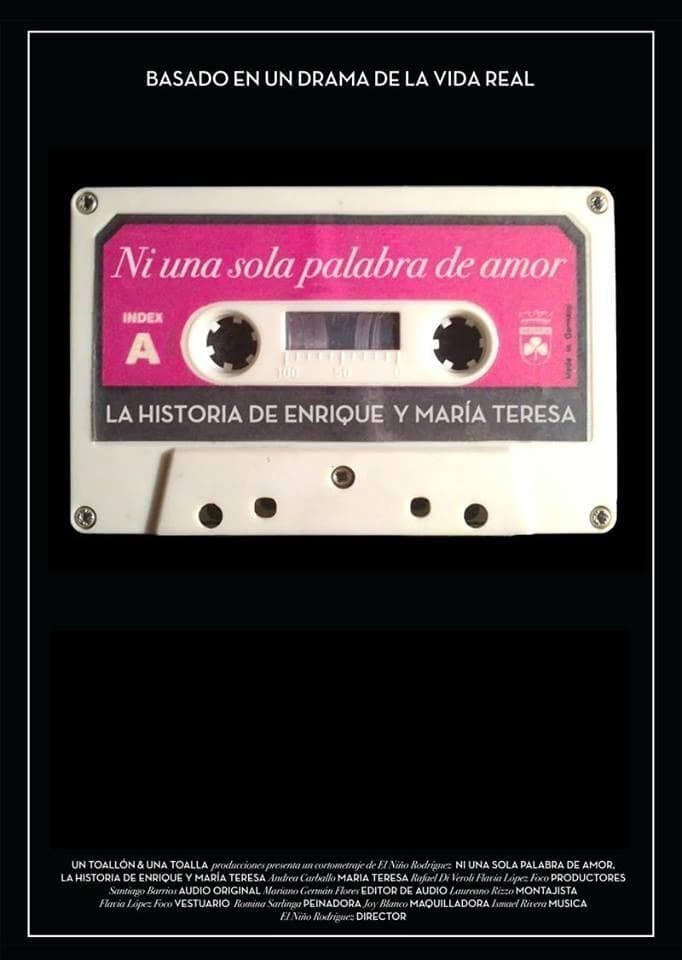 BASADO EN UN DRAMA DE LA VIDA REAL
Ni una sola palabra de amor
INDEX
A
100 50 0
Made in Germany
LA HISTORIA DE ENRIQUE Y MARÍA TERESA
UN TOALLÓN & UNA TOALLA producciones presenta un cortometraje de El Niño Rodríguez NI UNA SOLA PALABRA DE AMOR,
LA HISTORIA DE ENRIQUE Y MARÍA TERESA Andrea Carballo MARIA TERESA Rafael Di Veroli Flavia López Foco PRODUCTORES
Santiago Barrios AUDIO ORIGINAL Mariano Germán Flores EDITOR DE AUDIO Laureano Rizzo MONTAJISTA
Flavia López Foco VESTUARIO Romina Sarlinga PEINADORA Joy Blanco MAQUILLADORA Ismael Rivera MUSICA
El Niño Rodríguez DIRECTOR